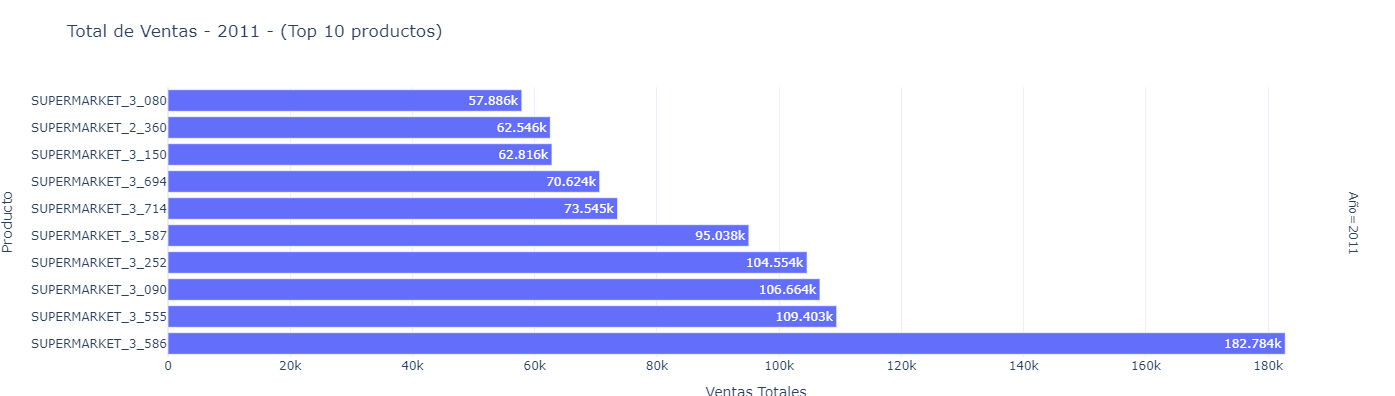 Total de Ventas - 2011 - (Top 10 productos)
SUPERMARKET_3_080 57.886k
SUPERMARKET_2_360 62.546k
SUPERMARKET_3_150 62.816k
SUPERMARKET_3_694 70.624k
SUPERMARKET_3_714 73.545k
SUPERMARKET_3_587 95.038k
SUPERMARKET_3_252 104.554k
SUPERMARKET_3_090 106.664k
SUPERMARKET_3_555 109.403k
SUPERMARKET_3_586 182.784k
Producto
Año=2011
0 20k 40k 60k 80k 100k 120k 140k 160k 180k
Ventas Totales